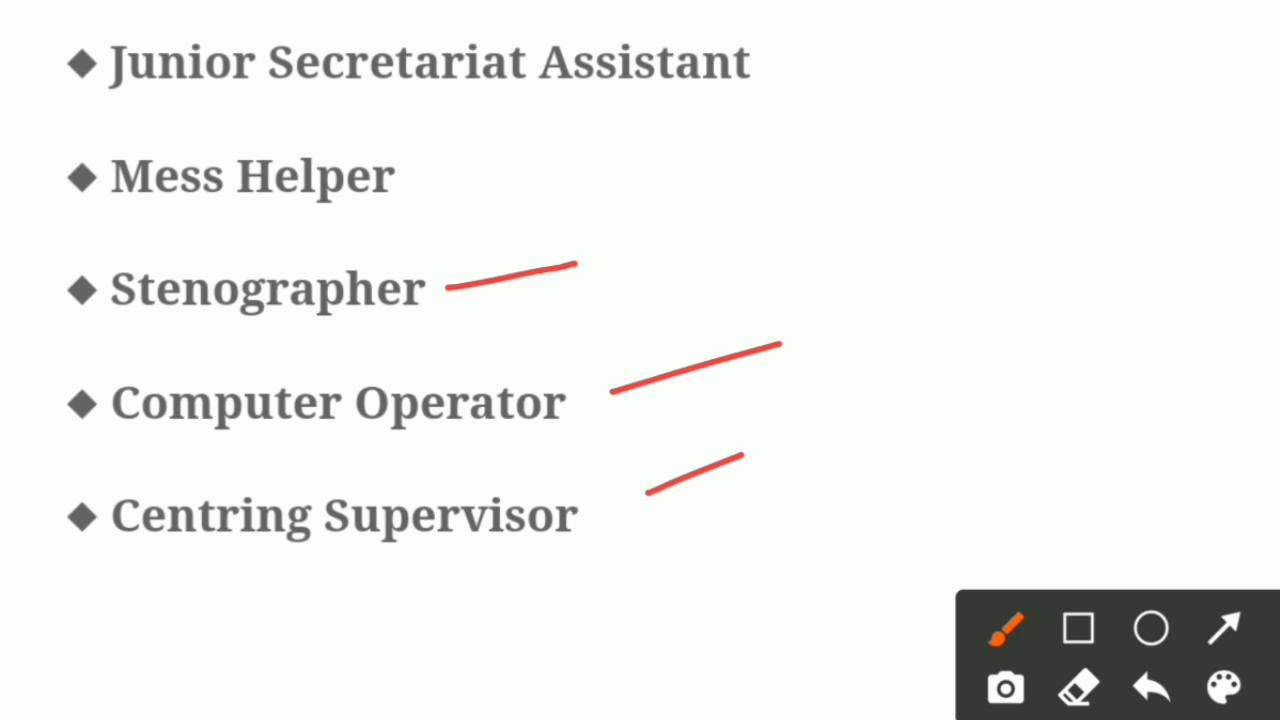 ◆ Junior Secretariat Assistant
◆ Mess Helper
◆ Stenographer
◆ Computer Operator
◆ Centring Supervisor